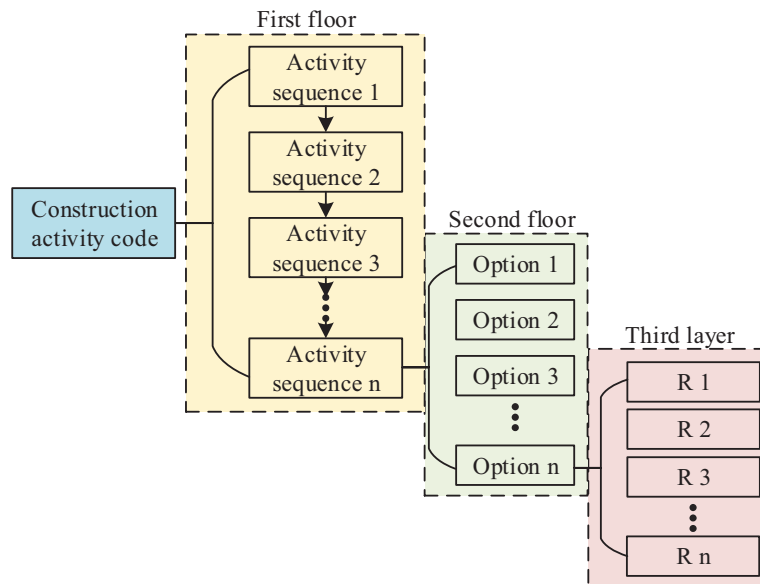 First floor
Activity
sequence 1
Activity
sequence 2
Construction
activity code
Activity
sequence 3
Activity
sequence n
Second floor
Option 1
Option 2
Option 3
Option n
Third layer
R 1
R 2
R 3
R n